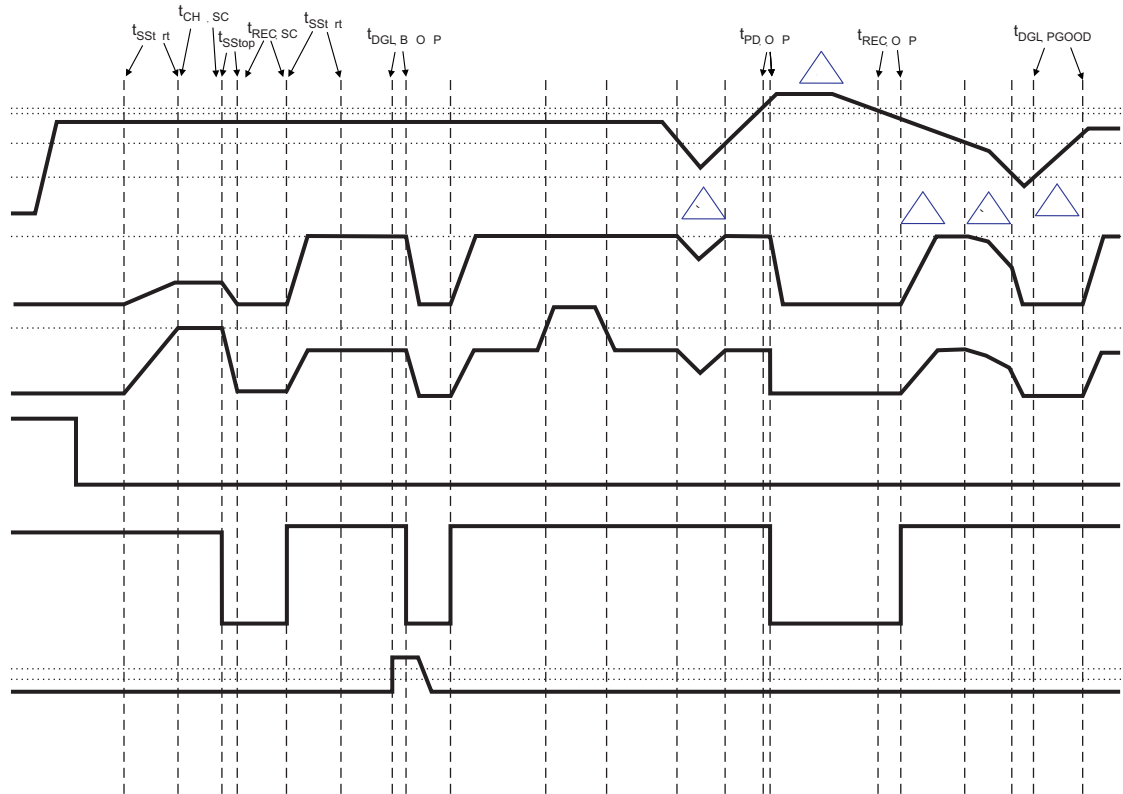 tSSt rt
tCH , SC
tSStop
tREC,SC
tSSt rt
tDGL,B O P
tPD,O P
tREC,O P
tDGL,PGOOD